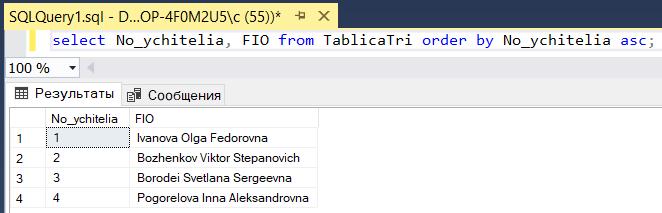 SQLQuery1.sql - D...OP-4F0M2U5\c (55))*
select No_ychitelia, FIO from TablicaTri order by No_ychitelia asc;
100 %
Результаты Сообщения
No_ychitelia FIO
1 1 Ivanova Olga Fedorovna
2 2 Bozhenkov Viktor Stepanovich
3 3 Borodei Svetlana Sergeevna
4 4 Pogorelova Inna Aleksandrovna